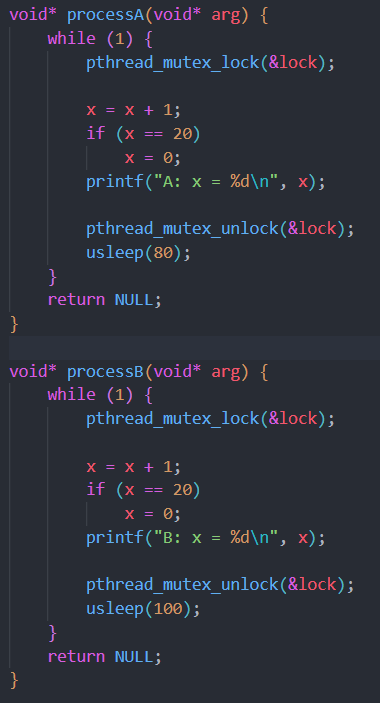 void* processA(void* arg) {
    while (1) {
        pthread_mutex_lock(&lock);

        x = x + 1;
        if (x == 20)
            x = 0;
        printf("A: x = %d\n", x);

        pthread_mutex_unlock(&lock);
        usleep(80);
    }
    return NULL;
}

void* processB(void* arg) {
    while (1) {
        pthread_mutex_lock(&lock);

        x = x + 1;
        if (x == 20)
            x = 0;
        printf("B: x = %d\n", x);

        pthread_mutex_unlock(&lock);
        usleep(100);
    }
    return NULL;
}